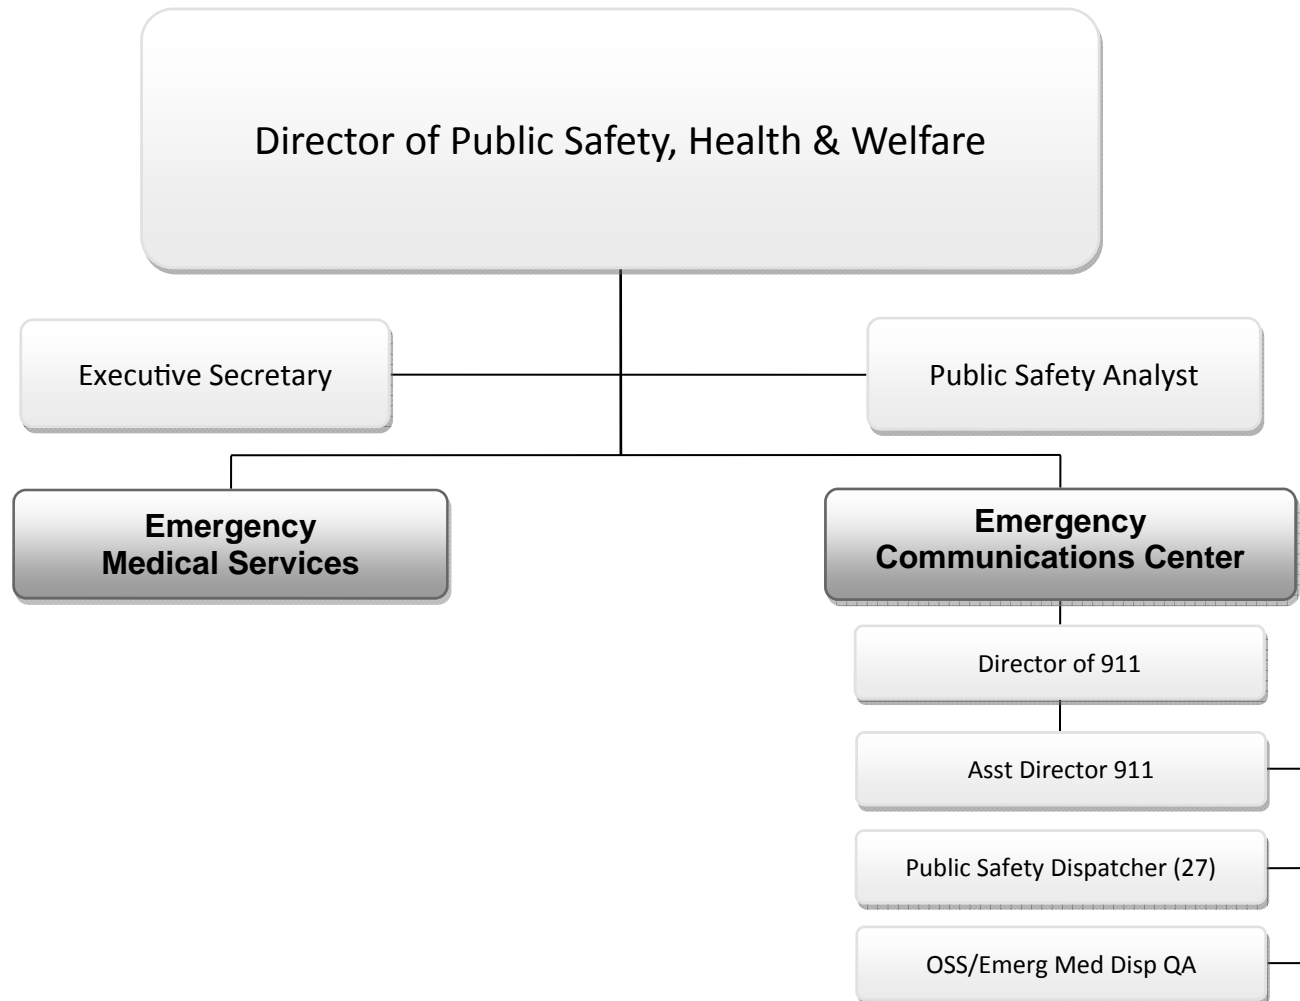 Director of Public Safety, Health & Welfare
Executive Secretary
Public Safety Analyst
Emergency
Medical Services
Emergency
Communications Center
Director of 911
Asst Director 911
Public Safety Dispatcher (27)
OSS/Emerg Med Disp QA